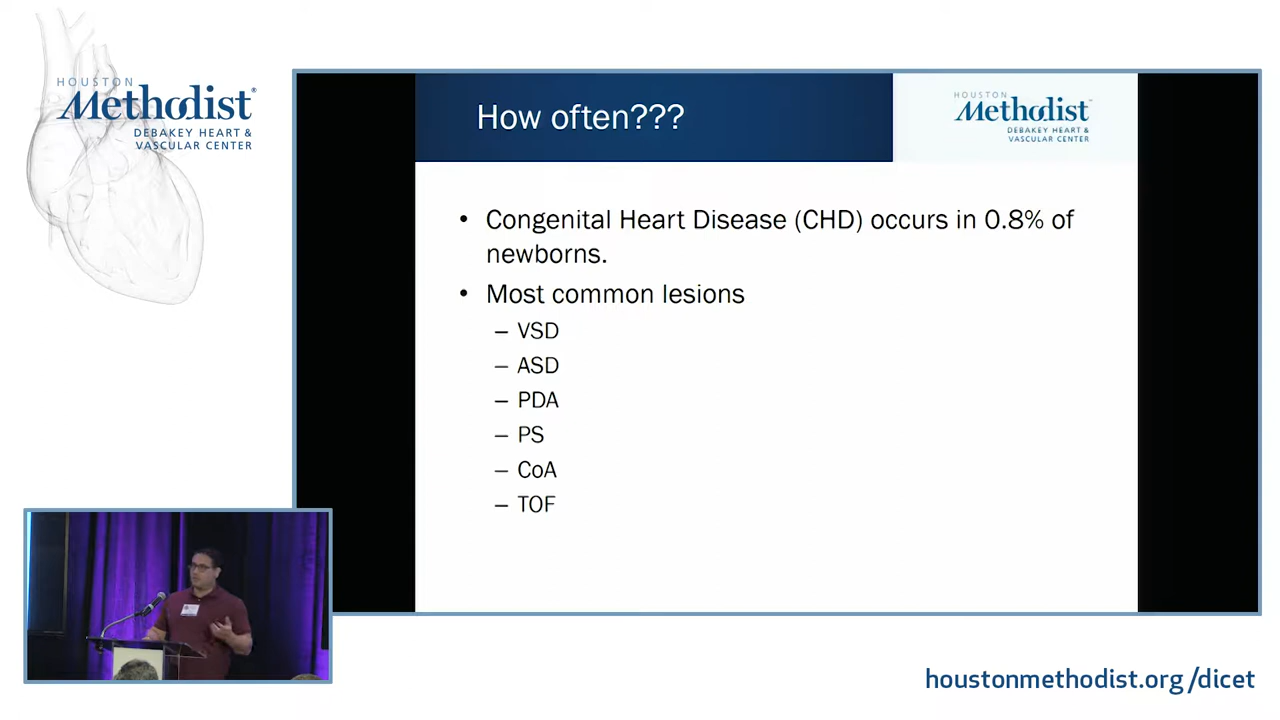 HOUSTON
Methodist®
DEBAKEY HEART &
VASCULAR CENTER
How often???
HOUSTON
Methodist
DEBAKEY HEART &
VASCULAR CENTER
• Congenital Heart Disease (CHD) occurs in 0.8% of
newborns.
• Most common lesions
– VSD
– ASD
– PDA
– PS
– CoA
– TOF
houstonmethodist.org/dicet